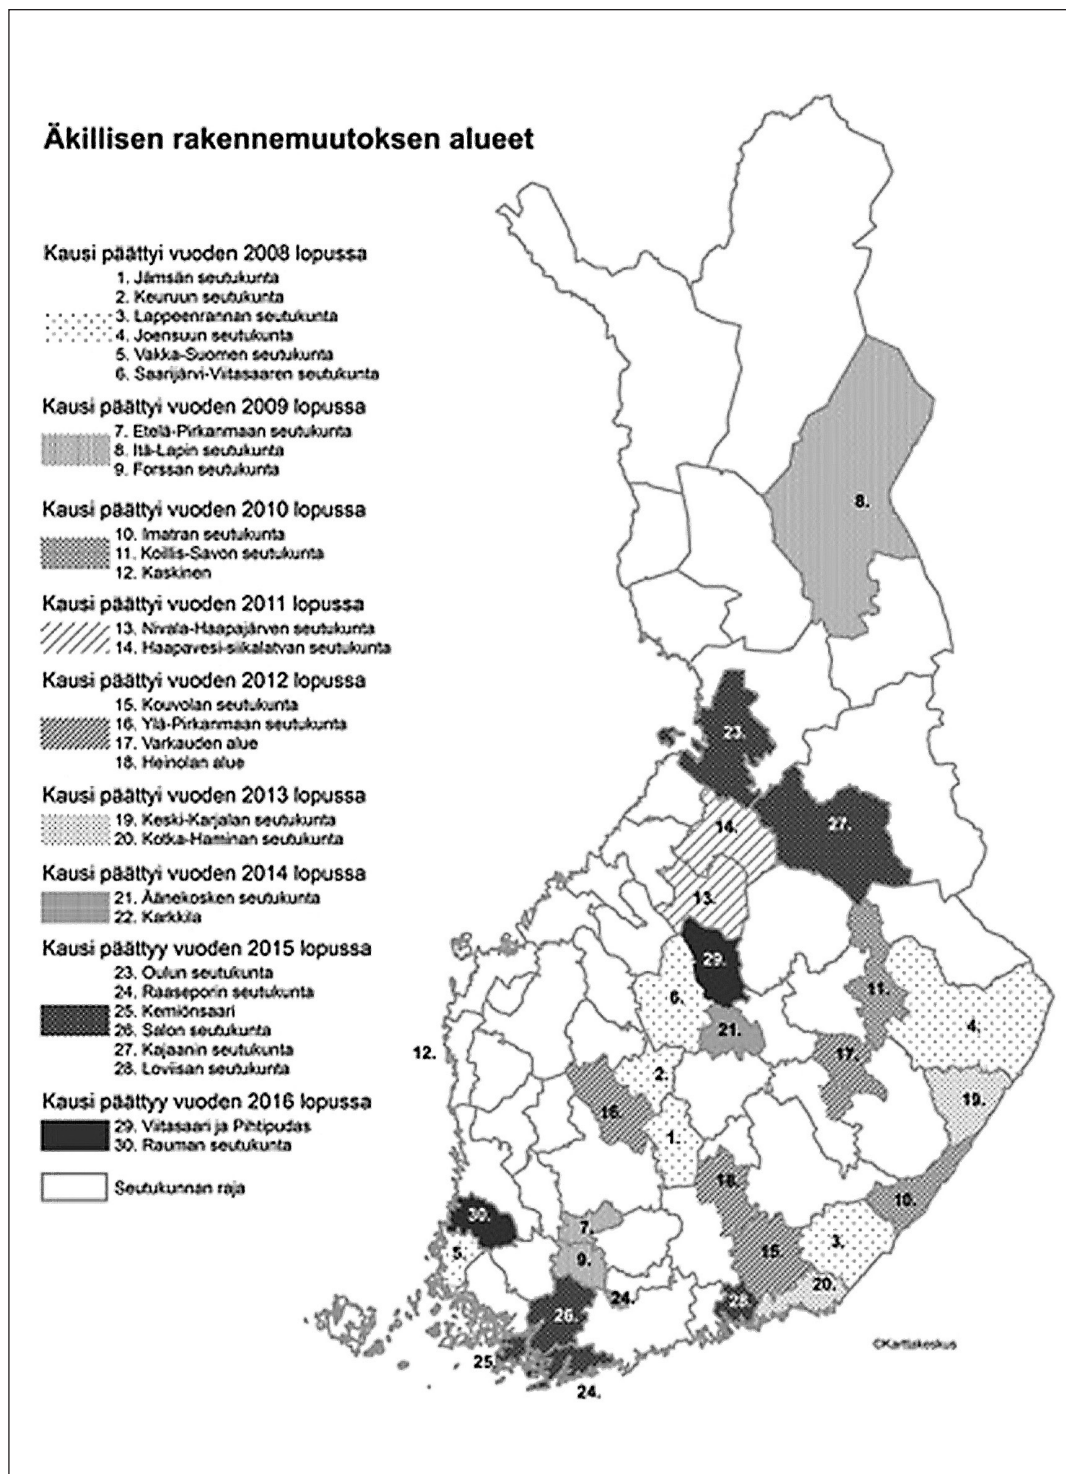 Äkillisen rakennemuutoksen alueet
Kausi päättyi vuoden 2008 lopussa
1. Jämsän seutukunta
2. Keuruun seutukunta
3. Lappeenrannan seutukunta
4. Joensuun seutukunta
5. Vakka-Suomen seutukunta
6. Saarijärvi-Viitasaaren seutukunta
Kausi päättyi vuoden 2009 lopussa
7. Etelä-Pirkanmaan seutukunta
8. Itä-Lapin seutukunta
9. Forssan seutukunta
Kausi päättyi vuoden 2010 lopussa
10. Imatran seutukunta
11. Koillis-Savon seutukunta
12. Kaskinen
Kausi päättyi vuoden 2011 lopussa
13. Nivala-Haapajärven seutukunta
14. Haapavesi-siikalatvan seutukunta
Kausi päättyi vuoden 2012 lopussa
15. Kouvolan seutukunta
16. Ylä-Pirkanmaan seutukunta
17. Varkauden alue
18. Heinolan alue
Kausi päättyi vuoden 2013 lopussa
19. Keski-Karjalan seutukunta
20. Kotka-Haminan seutukunta
Kausi päättyi vuoden 2014 lopussa
21. Äänekosken seutukunta
22. Karkkila
Kausi päättyy vuoden 2015 lopussa
23. Oulun seutukunta
24. Raaseporin seutukunta
25. Kemiönsaari
26. Salon seutukunta
27. Kajaanin seutukunta
28. Loviisan seutukunta
Kausi päättyy vuoden 2016 lopussa
29. Viitasaari ja Pihtipudas
30. Rauman seutukunta
Seutukunnan raja
8.
23.
27.
14.
13.
29.
6.
11.
4.
21.
12.
17.
2.
19.
16.
1.
18.
10.
30.
7.
3.
15.
5.
9.
20.
24.
28.
26.
25.
24.
©Karttakeskus